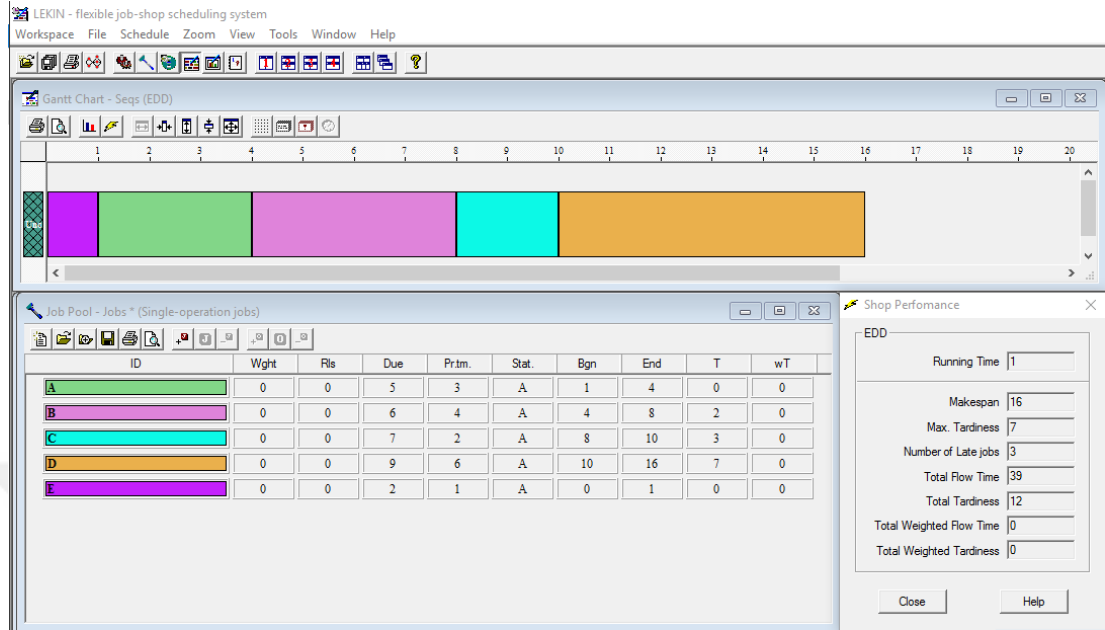 LEKIN - flexible job-shop scheduling system
Workspace File Schedule Zoom View Tools Window Help
Gantt Chart - Seqs (EDD)
1 2 3 4 5 6 7 8 9 10 11 12 13 14 15 16 17 18 19 20
Job Pool - Jobs * (Single-operation jobs)
ID Wght Rls Due Pr.tm. Stat. Bgn End T wT
A 0 0 5 3 A 1 4 0 0
B 0 0 6 4 A 4 8 2 0
C 0 0 7 2 A 8 10 3 0
D 0 0 9 6 A 10 16 7 0
E 0 0 2 1 A 0 1 0 0
Shop Perfomance
EDD
Running Time 1
Makespan 16
Max. Tardiness 7
Number of Late jobs 3
Total Flow Time 39
Total Tardiness 12
Total Weighted Flow Time 0
Total Weighted Tardiness 0
Close Help